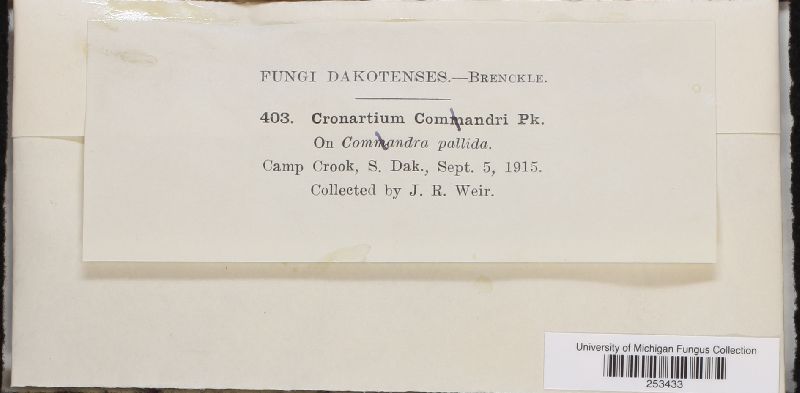 FUNGI DAKOTENSES.—BRENCKLE.
403. Cronartium Commandri Pk.
On Commandra pallida.
Camp Crook, S. Dak., Sept. 5, 1915.
Collected by J. R. Weir.
University of Michigan Fungus Collection
253433